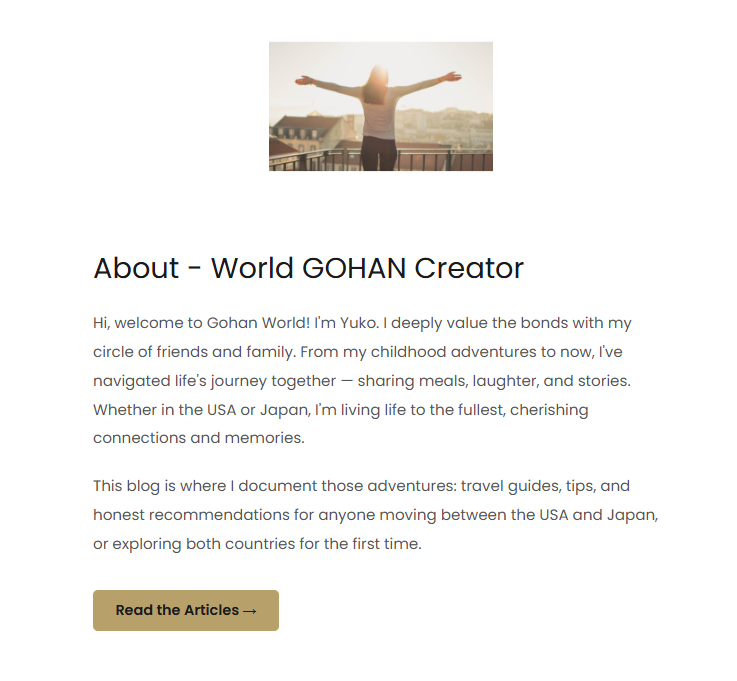 About - World GOHAN Creator
Hi, welcome to Gohan World! I'm Yuko. I deeply value the bonds with my
circle of friends and family. From my childhood adventures to now, I've
navigated life's journey together — sharing meals, laughter, and stories.
Whether in the USA or Japan, I'm living life to the fullest, cherishing
connections and memories.
This blog is where I document those adventures: travel guides, tips, and
honest recommendations for anyone moving between the USA and Japan,
or exploring both countries for the first time.
Read the Articles →